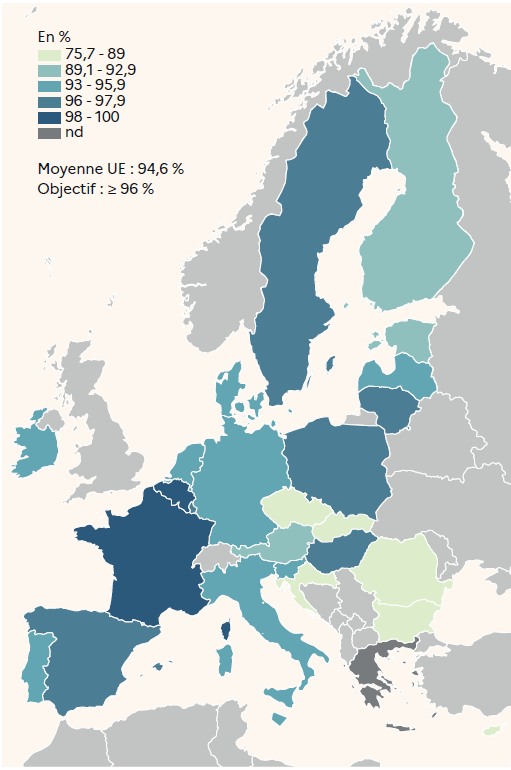 En %
75,7 - 89
89,1 - 92,9
93 - 95,9
96 - 97,9
98 - 100
nd
Moyenne UE : 94,6 %
Objectif : ≥ 96 %